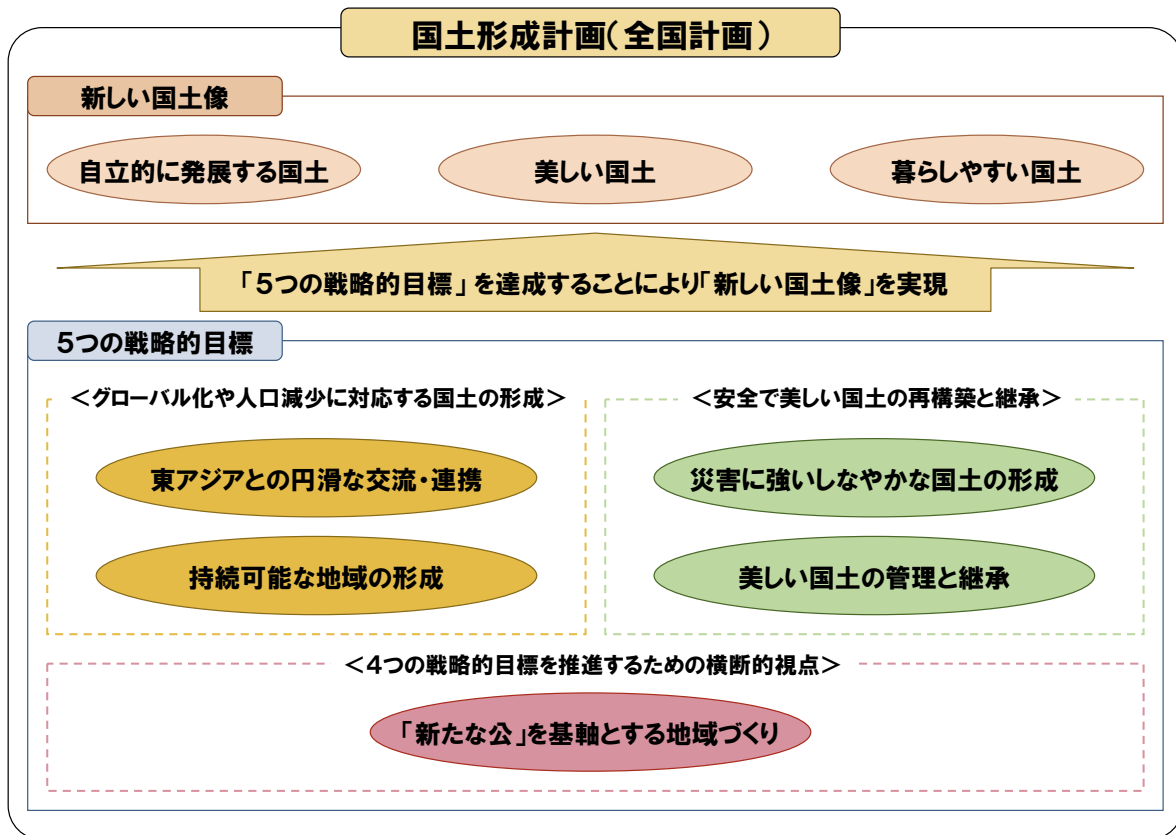 国土形成計画(全国計画)
新しい国土像
自立的に発展する国土
美しい国土
暮らしやすい国土
「5つの戦略的目標」を達成することにより「新しい国土像」を実現
5つの戦略的目標
<グローバル化や人口減少に対応する国土の形成>
東アジアとの円滑な交流・連携
持続可能な地域の形成
<安全で美しい国土の再構築と継承>
災害に強いしなやかな国土の形成
美しい国土の管理と継承
<4つの戦略的目標を推進するための横断的視点>
「新たな公」を基軸とする地域づくり